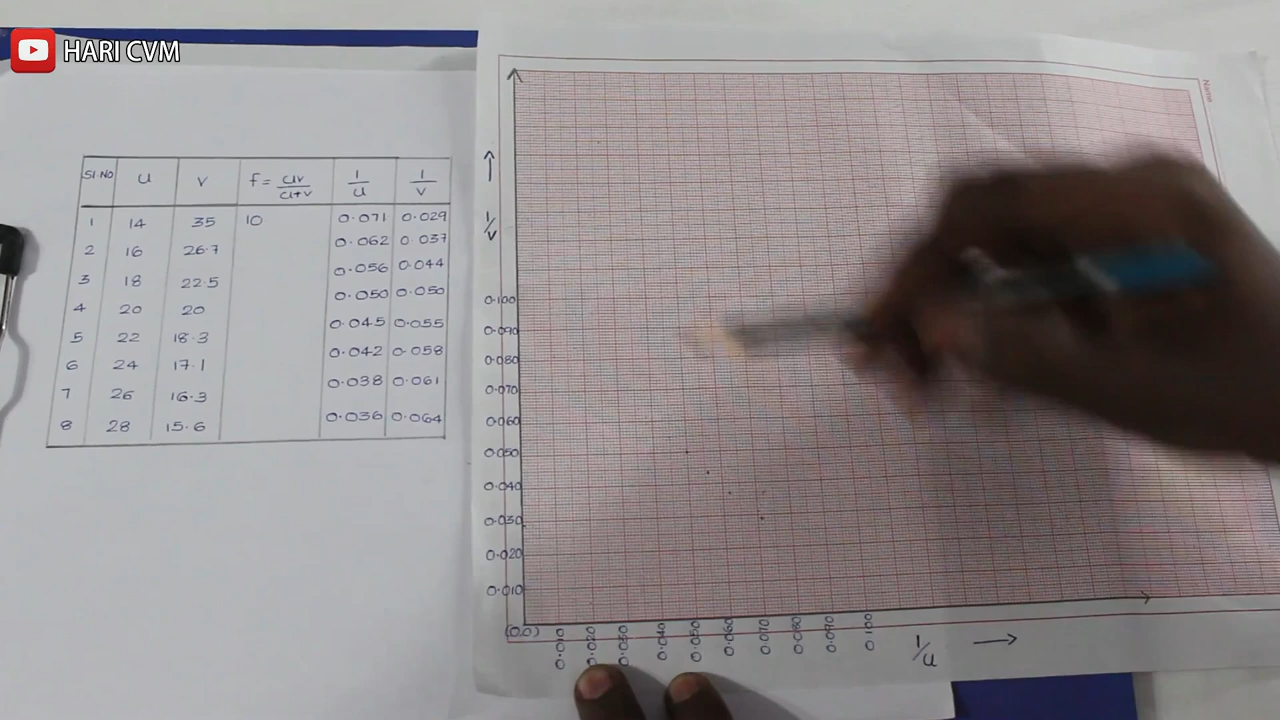 HARI CVM
Name
Sl.No u v f = uv/u+v 1/u 1/v
1 14 35 10 0.071 0.029
2 16 26.7 0.062 0.037
3 18 22.5 0.056 0.044
4 20 20 0.050 0.050
5 22 18.3 0.045 0.055
6 24 17.1 0.042 0.058
7 26 16.3 0.038 0.061
8 28 15.6 0.036 0.064
1/v
0.100
0.090
0.080
0.070
0.060
0.050
0.040
0.030
0.020
0.010
(0,0) 0.010 0.020 0.030 0.040 0.050 0.060 0.070 0.080 0.090 0.100
1/u